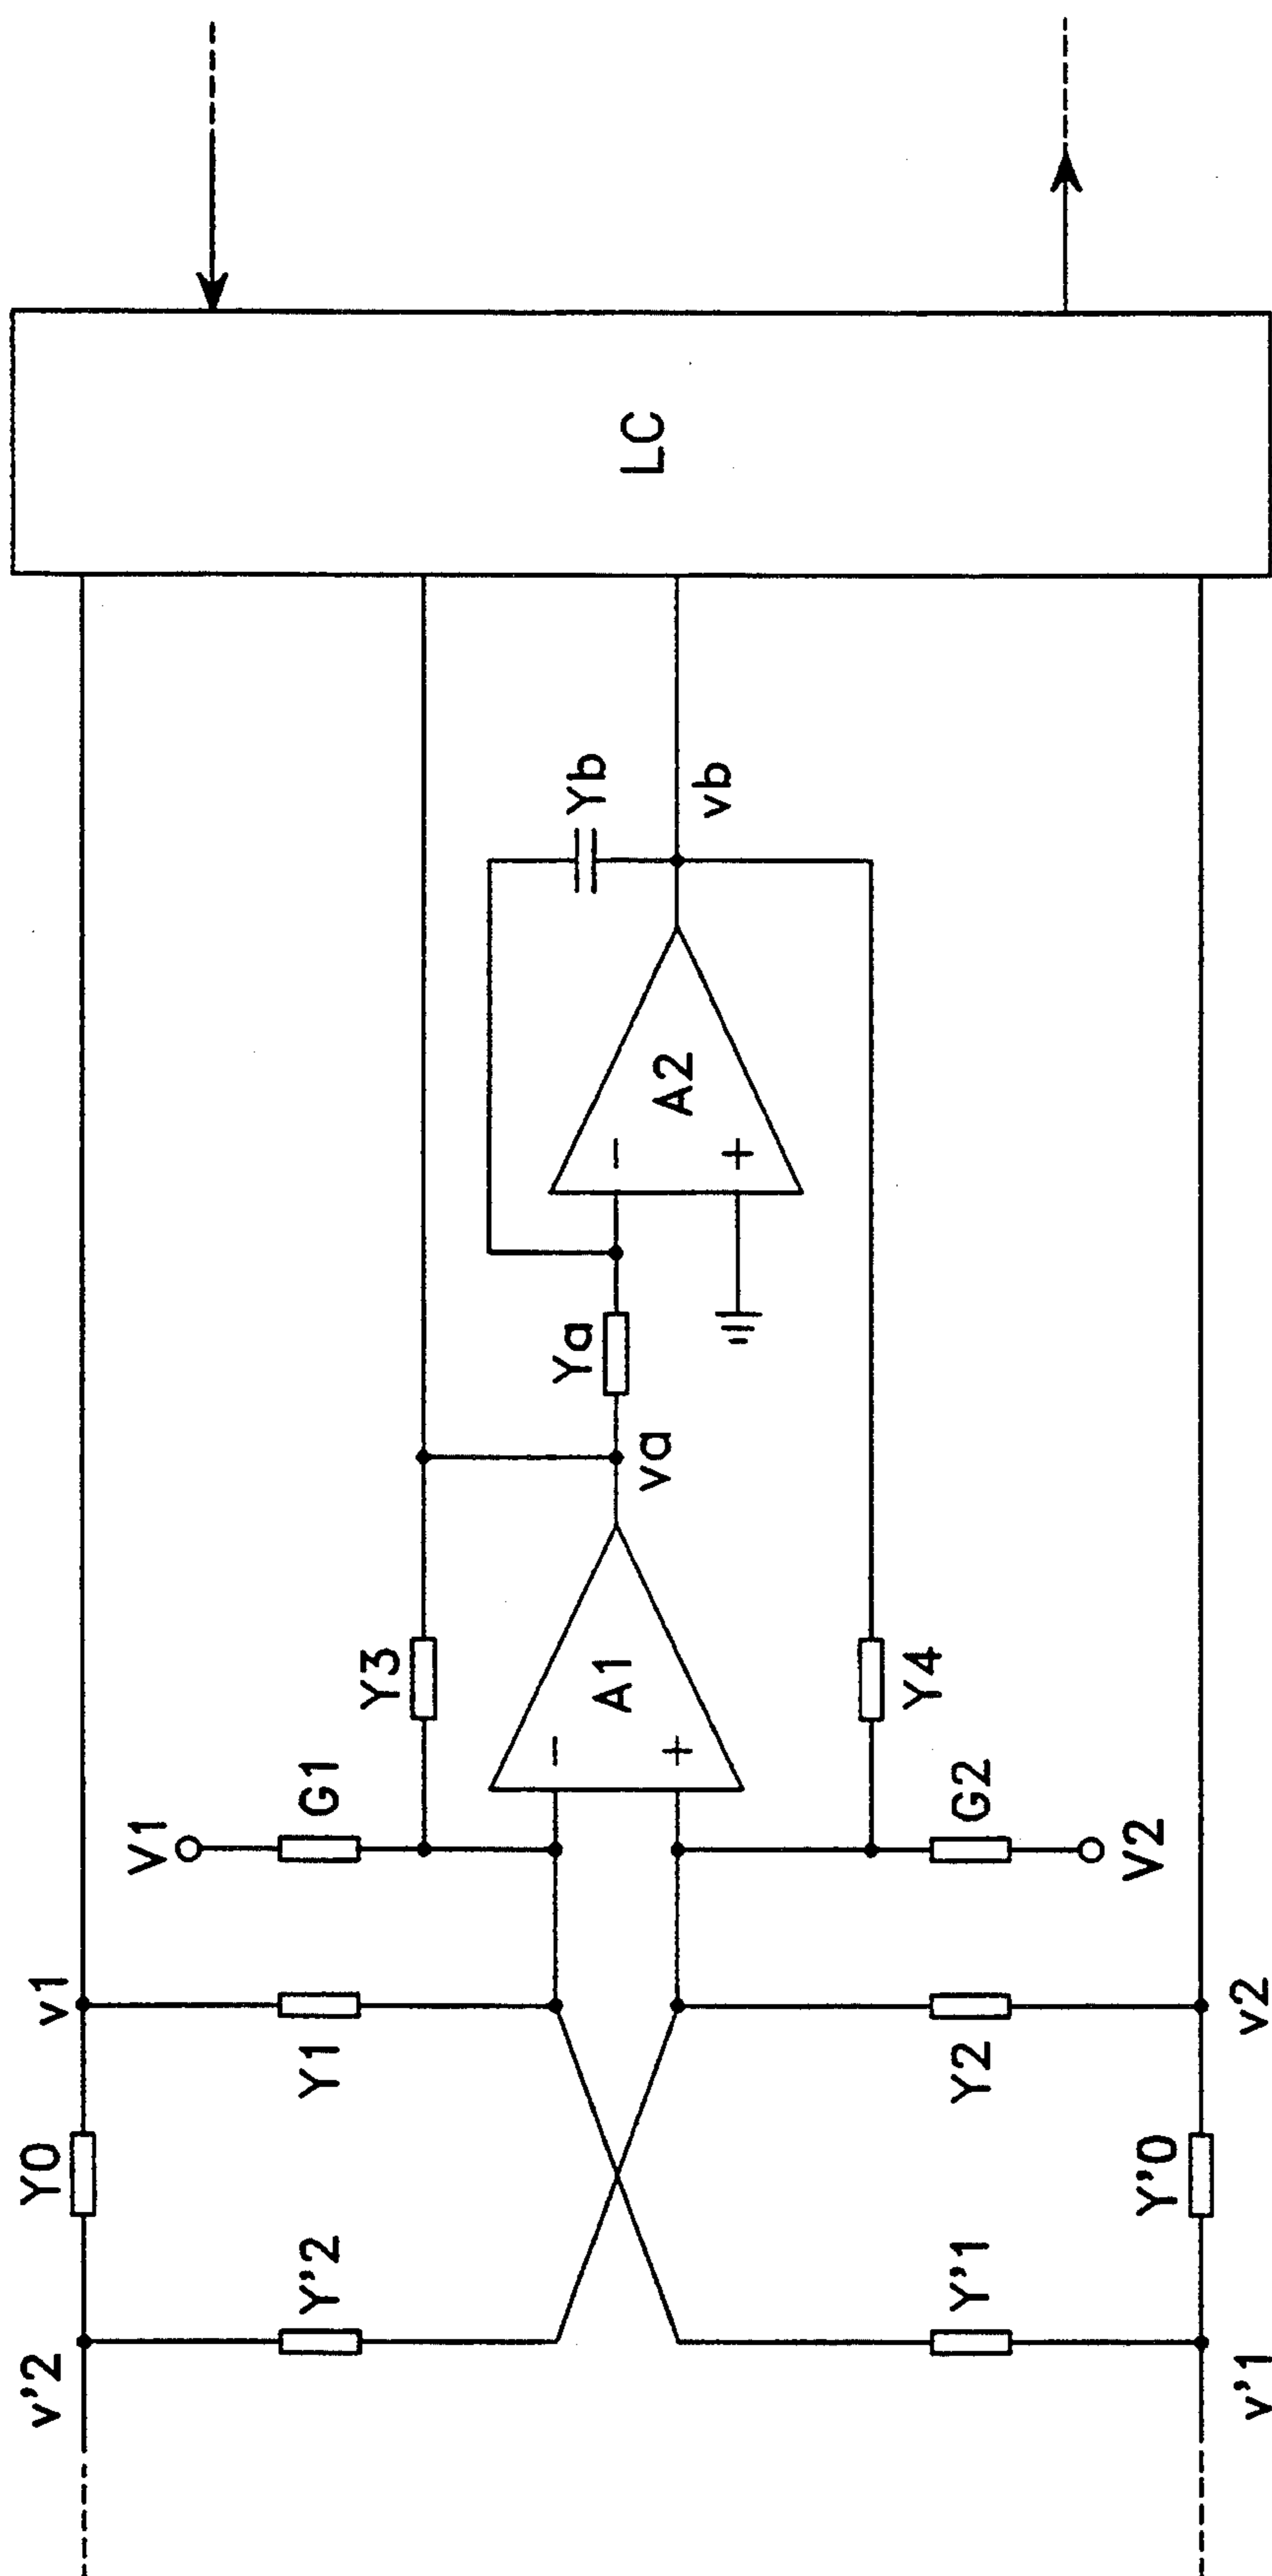 v'2
Y0
v1
Y'2
Y1
V1
G1
Y3
Ya
Yb
−
+
A1
va
−
+
A2
vb
LC
Y4
Y'1
Y2
G2
V2
v'1
Y'0
v2